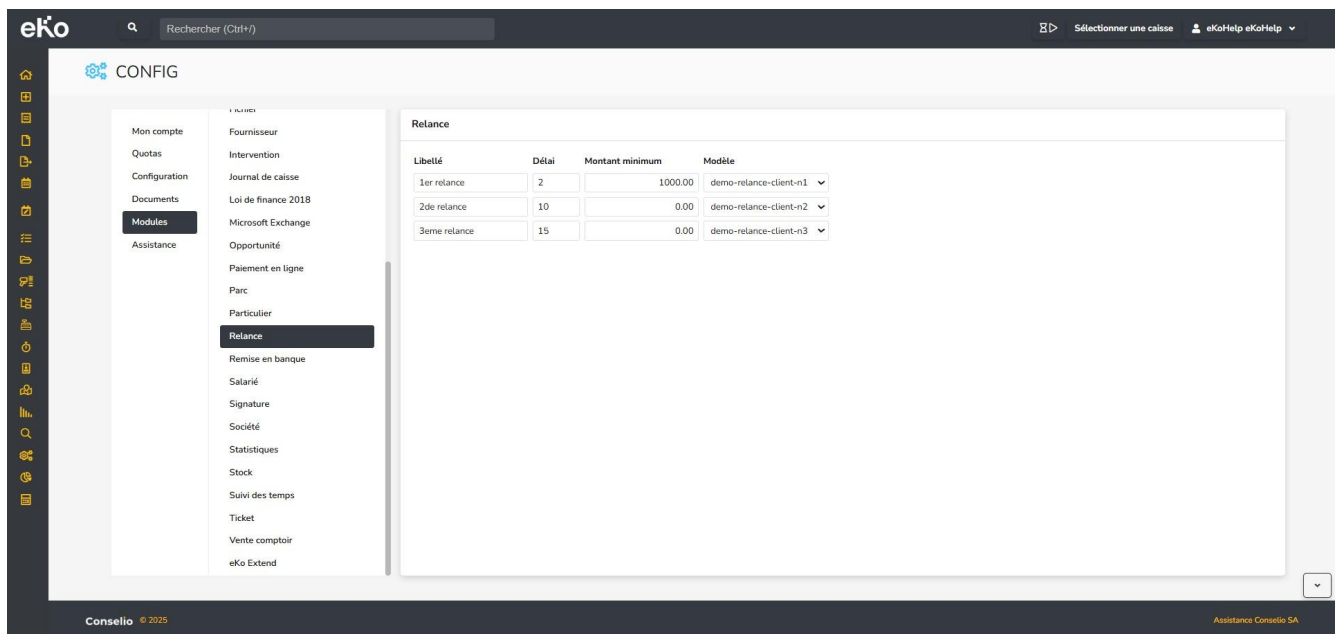 eKo
Rechercher (Ctrl+/)
Sélectionner une caisse
eKoHelp eKoHelp
CONFIG
Mon compte
Quotas
Configuration
Documents
Modules
Assistance
Fichier
Fournisseur
Intervention
Journal de caisse
Loi de finance 2018
Microsoft Exchange
Opportunité
Paiement en ligne
Parc
Particulier
Relance
Remise en banque
Salarié
Signature
Société
Statistiques
Stock
Suivi des temps
Ticket
Vente comptoir
eKo Extend
Relance
Libellé Délai Montant minimum Modèle
1er relance 2 1000.00 demo-relance-client-n1
2de relance 10 0.00 demo-relance-client-n2
3eme relance 15 0.00 demo-relance-client-n3
Conselio © 2025
Assistance Conselio SA